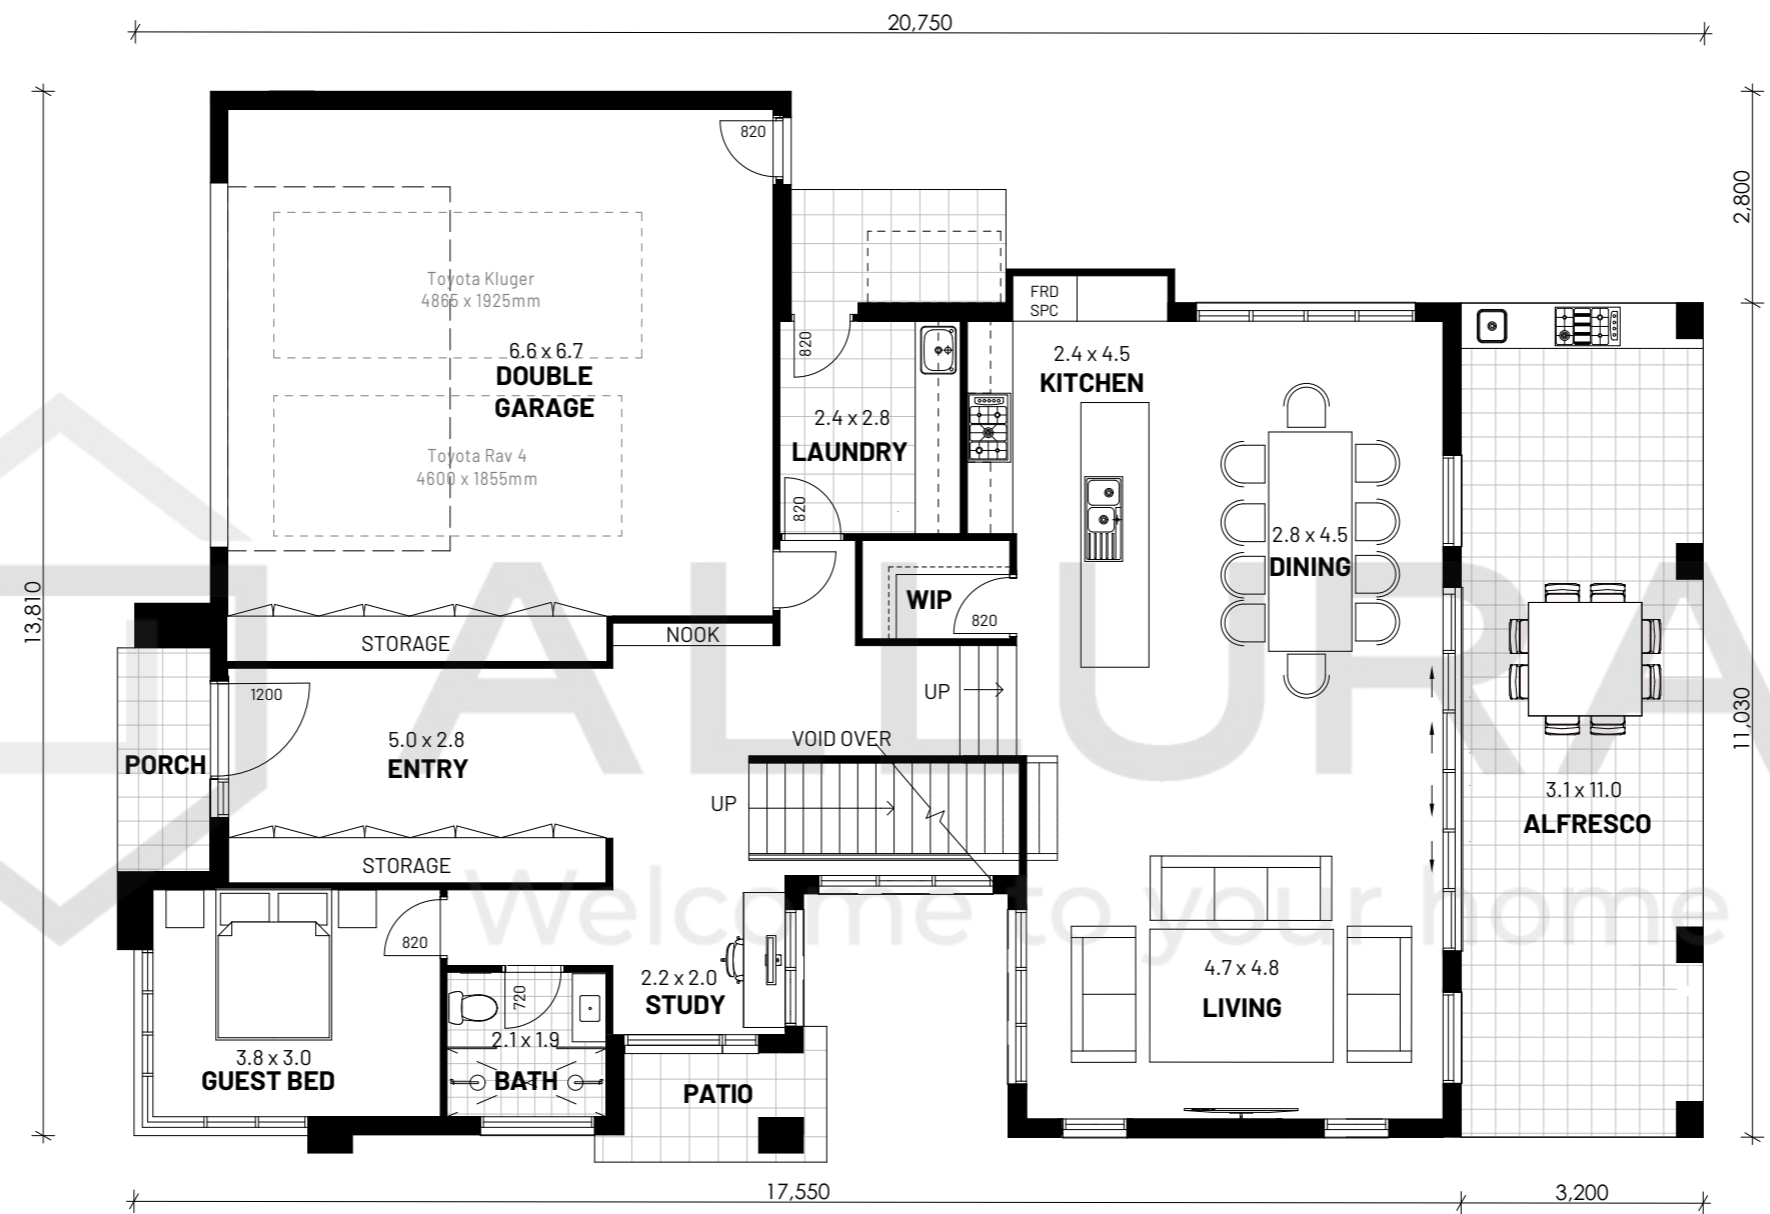 20,750
820
2,800
Toyota Kluger
4865 x 1925mm
FRD
SPC
6.6 x 6.7
DOUBLE
GARAGE
820
2.4 x 4.5
KITCHEN
2.4 x 2.8
LAUNDRY
Toyota Rav 4
4600 x 1855mm
820
2.8 x 4.5
DINING
13,810
WIP
820
STORAGE
NOOK
ALLURA
1200
UP
11,030
5.0 x 2.8
ENTRY
VOID OVER
PORCH
UP
3.1 x 11.0
ALFRESCO
STORAGE
Welcome to your home
820
2.2 x 2.0
STUDY
720
4.7 x 4.8
LIVING
2.1 x 1.9
BATH
3.8 x 3.0
GUEST BED
PATIO
17,550
3,200